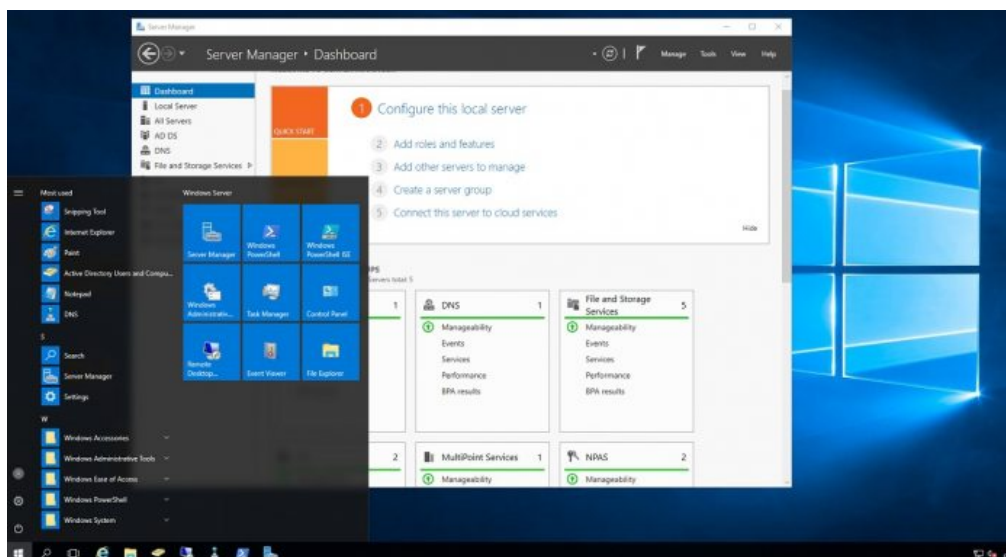 Server Manager
Server Manager • Dashboard
Manage Tools View Help
Dashboard
Local Server
All Servers
AD DS
DNS
File and Storage Services
QUICK START
1 Configure this local server
2 Add roles and features
3 Add other servers to manage
4 Create a server group
5 Connect this server to cloud services
Hide
Most used
Snipping Tool
Internet Explorer
Paint
Active Directory Users and Compu...
Notepad
DNS
S
Search
Server Manager
Settings
W
Windows Accessories
Windows Administrative Tools
Windows Ease of Access
Windows PowerShell
Windows System
Windows Server
Server Manager
Windows PowerShell
Windows PowerShell ISE
Windows Administrativ...
Task Manager
Control Panel
Remote Desktop...
Event Viewer
File Explorer
Servers total 5
1
DNS 1
Manageability
Events
Services
Performance
BPA results
File and Storage Services 5
Manageability
Events
Services
Performance
BPA results
2
MultiPoint Services 1
Manageability
NPAS 2
Manageability